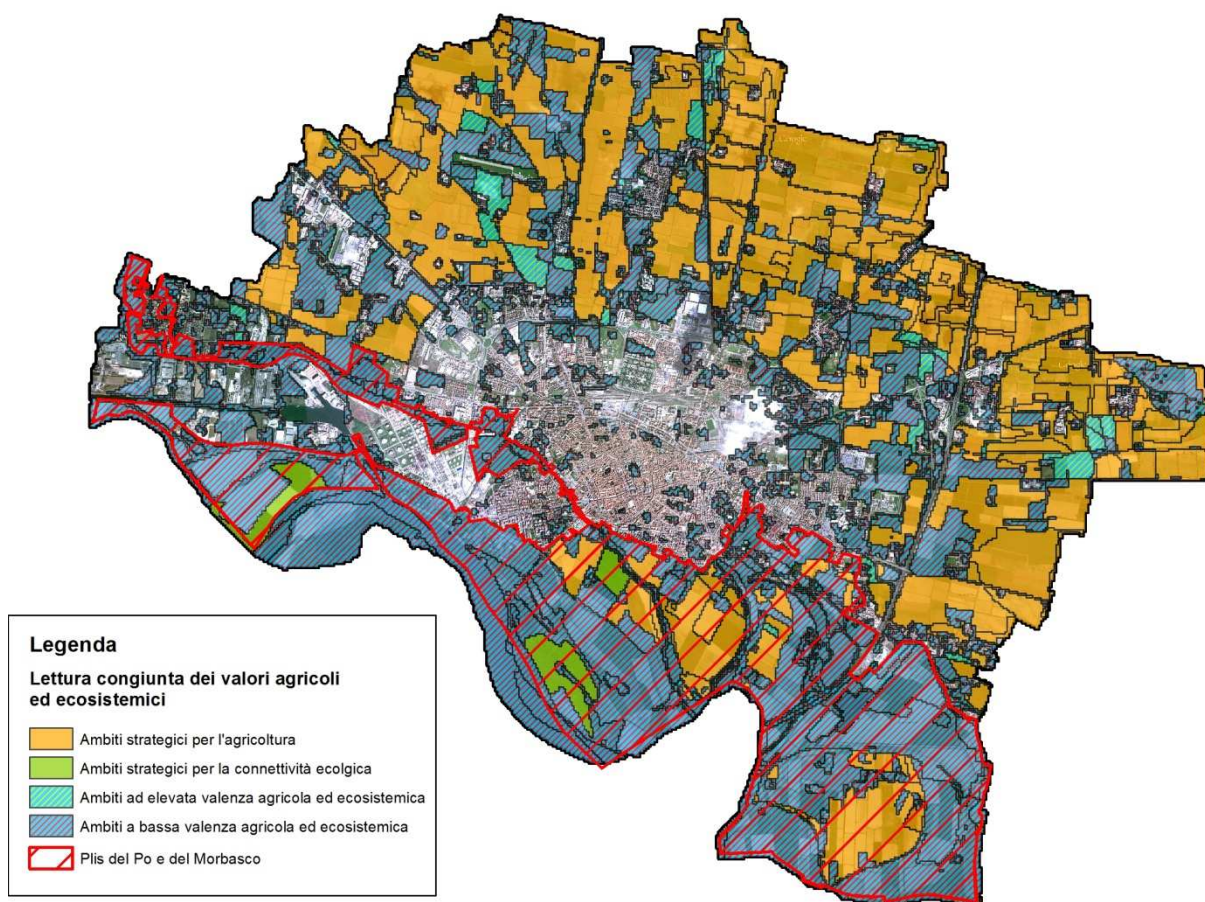 Legenda
Lettura congiunta dei valori agricoli
ed ecosistemici
Ambiti strategici per l'agricoltura
Ambiti strategici per la connettività ecolgica
Ambiti ad elevata valenza agricola ed ecosistemica
Ambiti a bassa valenza agricola ed ecosistemica
Plis del Po e del Morbasco